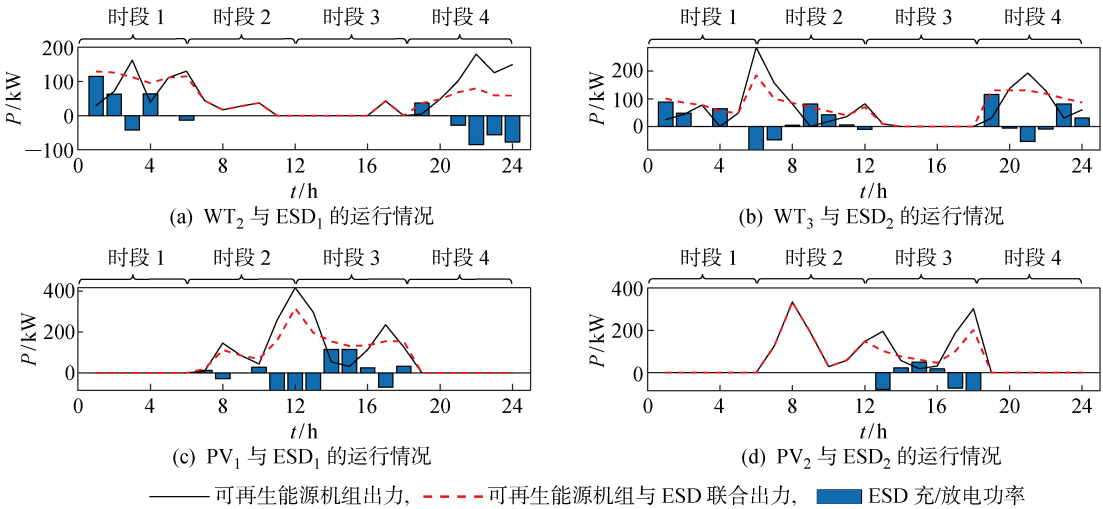 时段 1 时段 2 时段 3 时段 4
200
100
0
—100
P/kW
0 4 8 12 16 20 24
t/h
(a) WT₂ 与 ESD₁ 的运行情况
时段 1 时段 2 时段 3 时段 4
200
100
0
P/kW
0 4 8 12 16 20 24
t/h
(b) WT₃ 与 ESD₂ 的运行情况
时段 1 时段 2 时段 3 时段 4
400
200
0
P/kW
0 4 8 12 16 20 24
t/h
(c) PV₁ 与 ESD₁ 的运行情况
时段 1 时段 2 时段 3 时段 4
400
200
0
P/kW
0 4 8 12 16 20 24
t/h
(d) PV₂ 与 ESD₂ 的运行情况
可再生能源机组出力, 可再生能源机组与 ESD 联合出力, ESD 充/放电功率